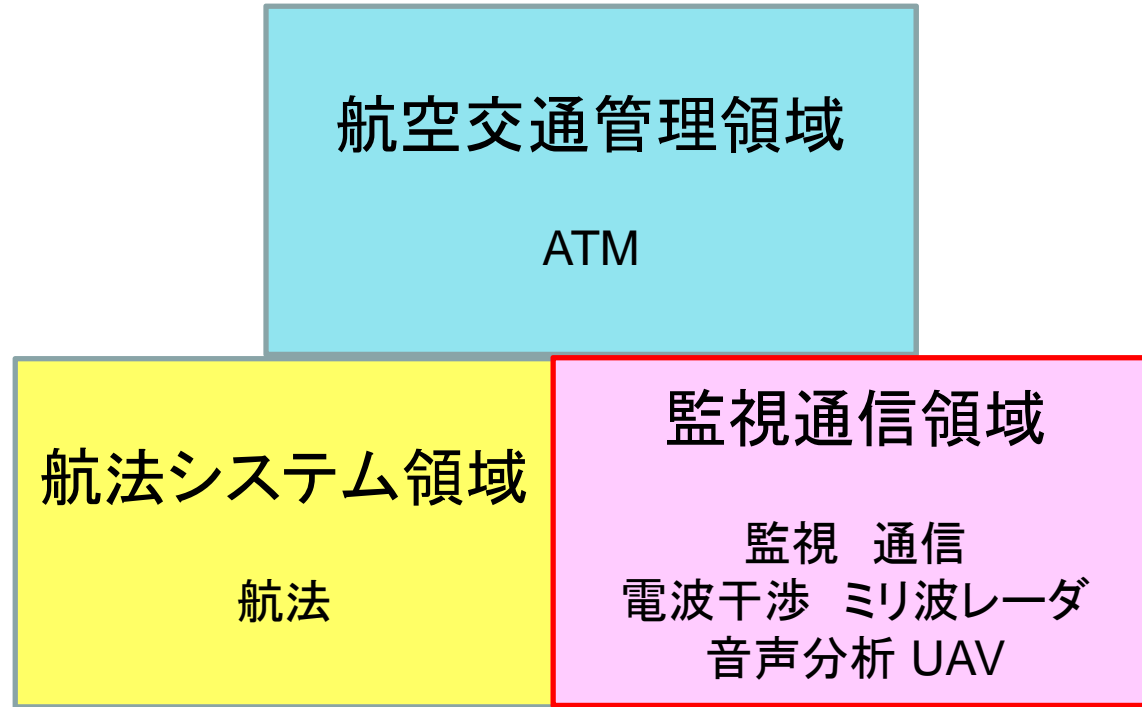 航空交通管理領域
ATM
航法システム領域
航法
監視通信領域
監視　通信
電波干渉　ミリ波レーダ
音声分析 UAV